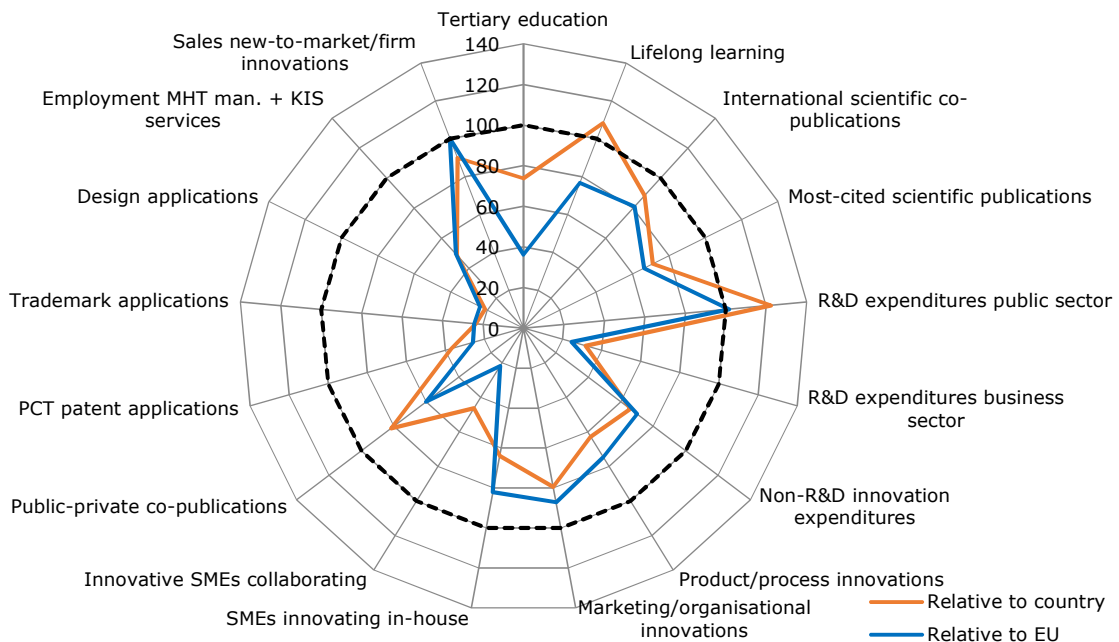 Tertiary education
Sales new-to-market/firm
innovations
140
Lifelong learning
120
Employment MHT man. + KIS
services
International scientific co-
publications
100
80
Design applications
Most-cited scientific publications
60
40
20
Trademark applications
0
R&D expenditures public sector
PCT patent applications
R&D expenditures business
sector
Public-private co-publications
Non-R&D innovation
expenditures
Innovative SMEs collaborating
Product/process innovations
SMEs innovating in-house
Marketing/organisational
innovations
Relative to country
Relative to EU